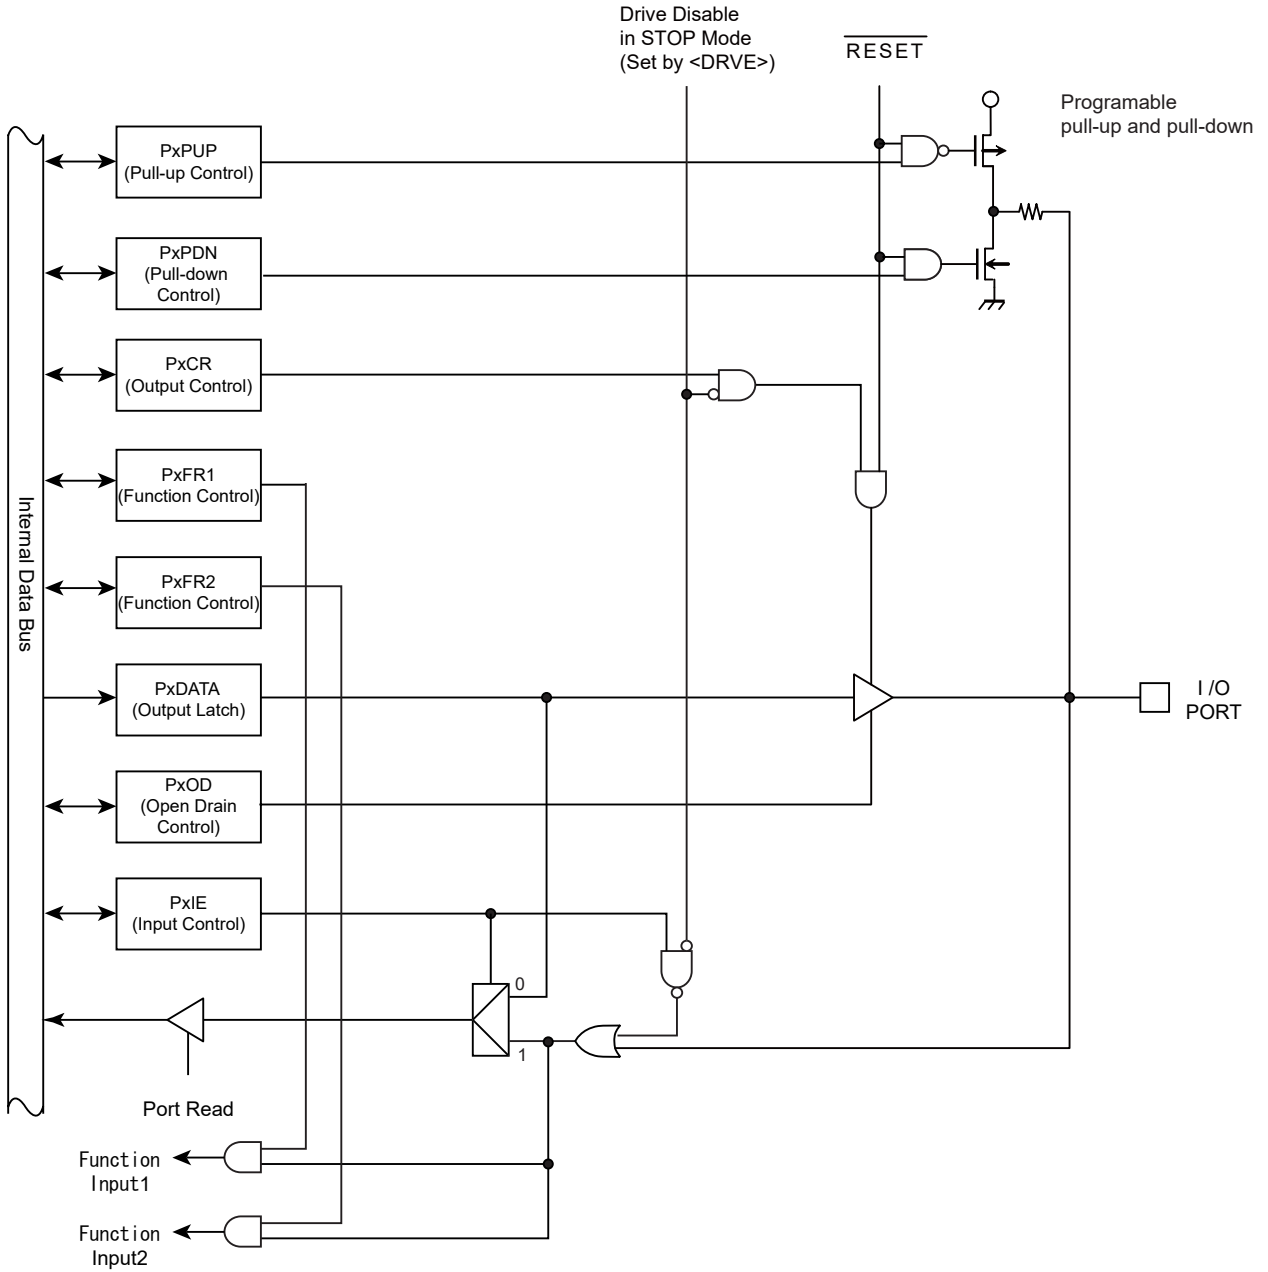 Drive Disable
in STOP Mode
(Set by <DRVE>)
RESET
Programable
pull-up and pull-down
PxPUP
(Pull-up Control)
PxPDN
(Pull-down
Control)
PxCR
(Output Control)
PxFR1
(Function Control)
Internal Data Bus
PxFR2
(Function Control)
PxDATA
(Output Latch)
I /O
PORT
PxOD
(Open Drain
Control)
PxIE
(Input Control)
0
1
Port Read
Function
Input1
Function
Input2